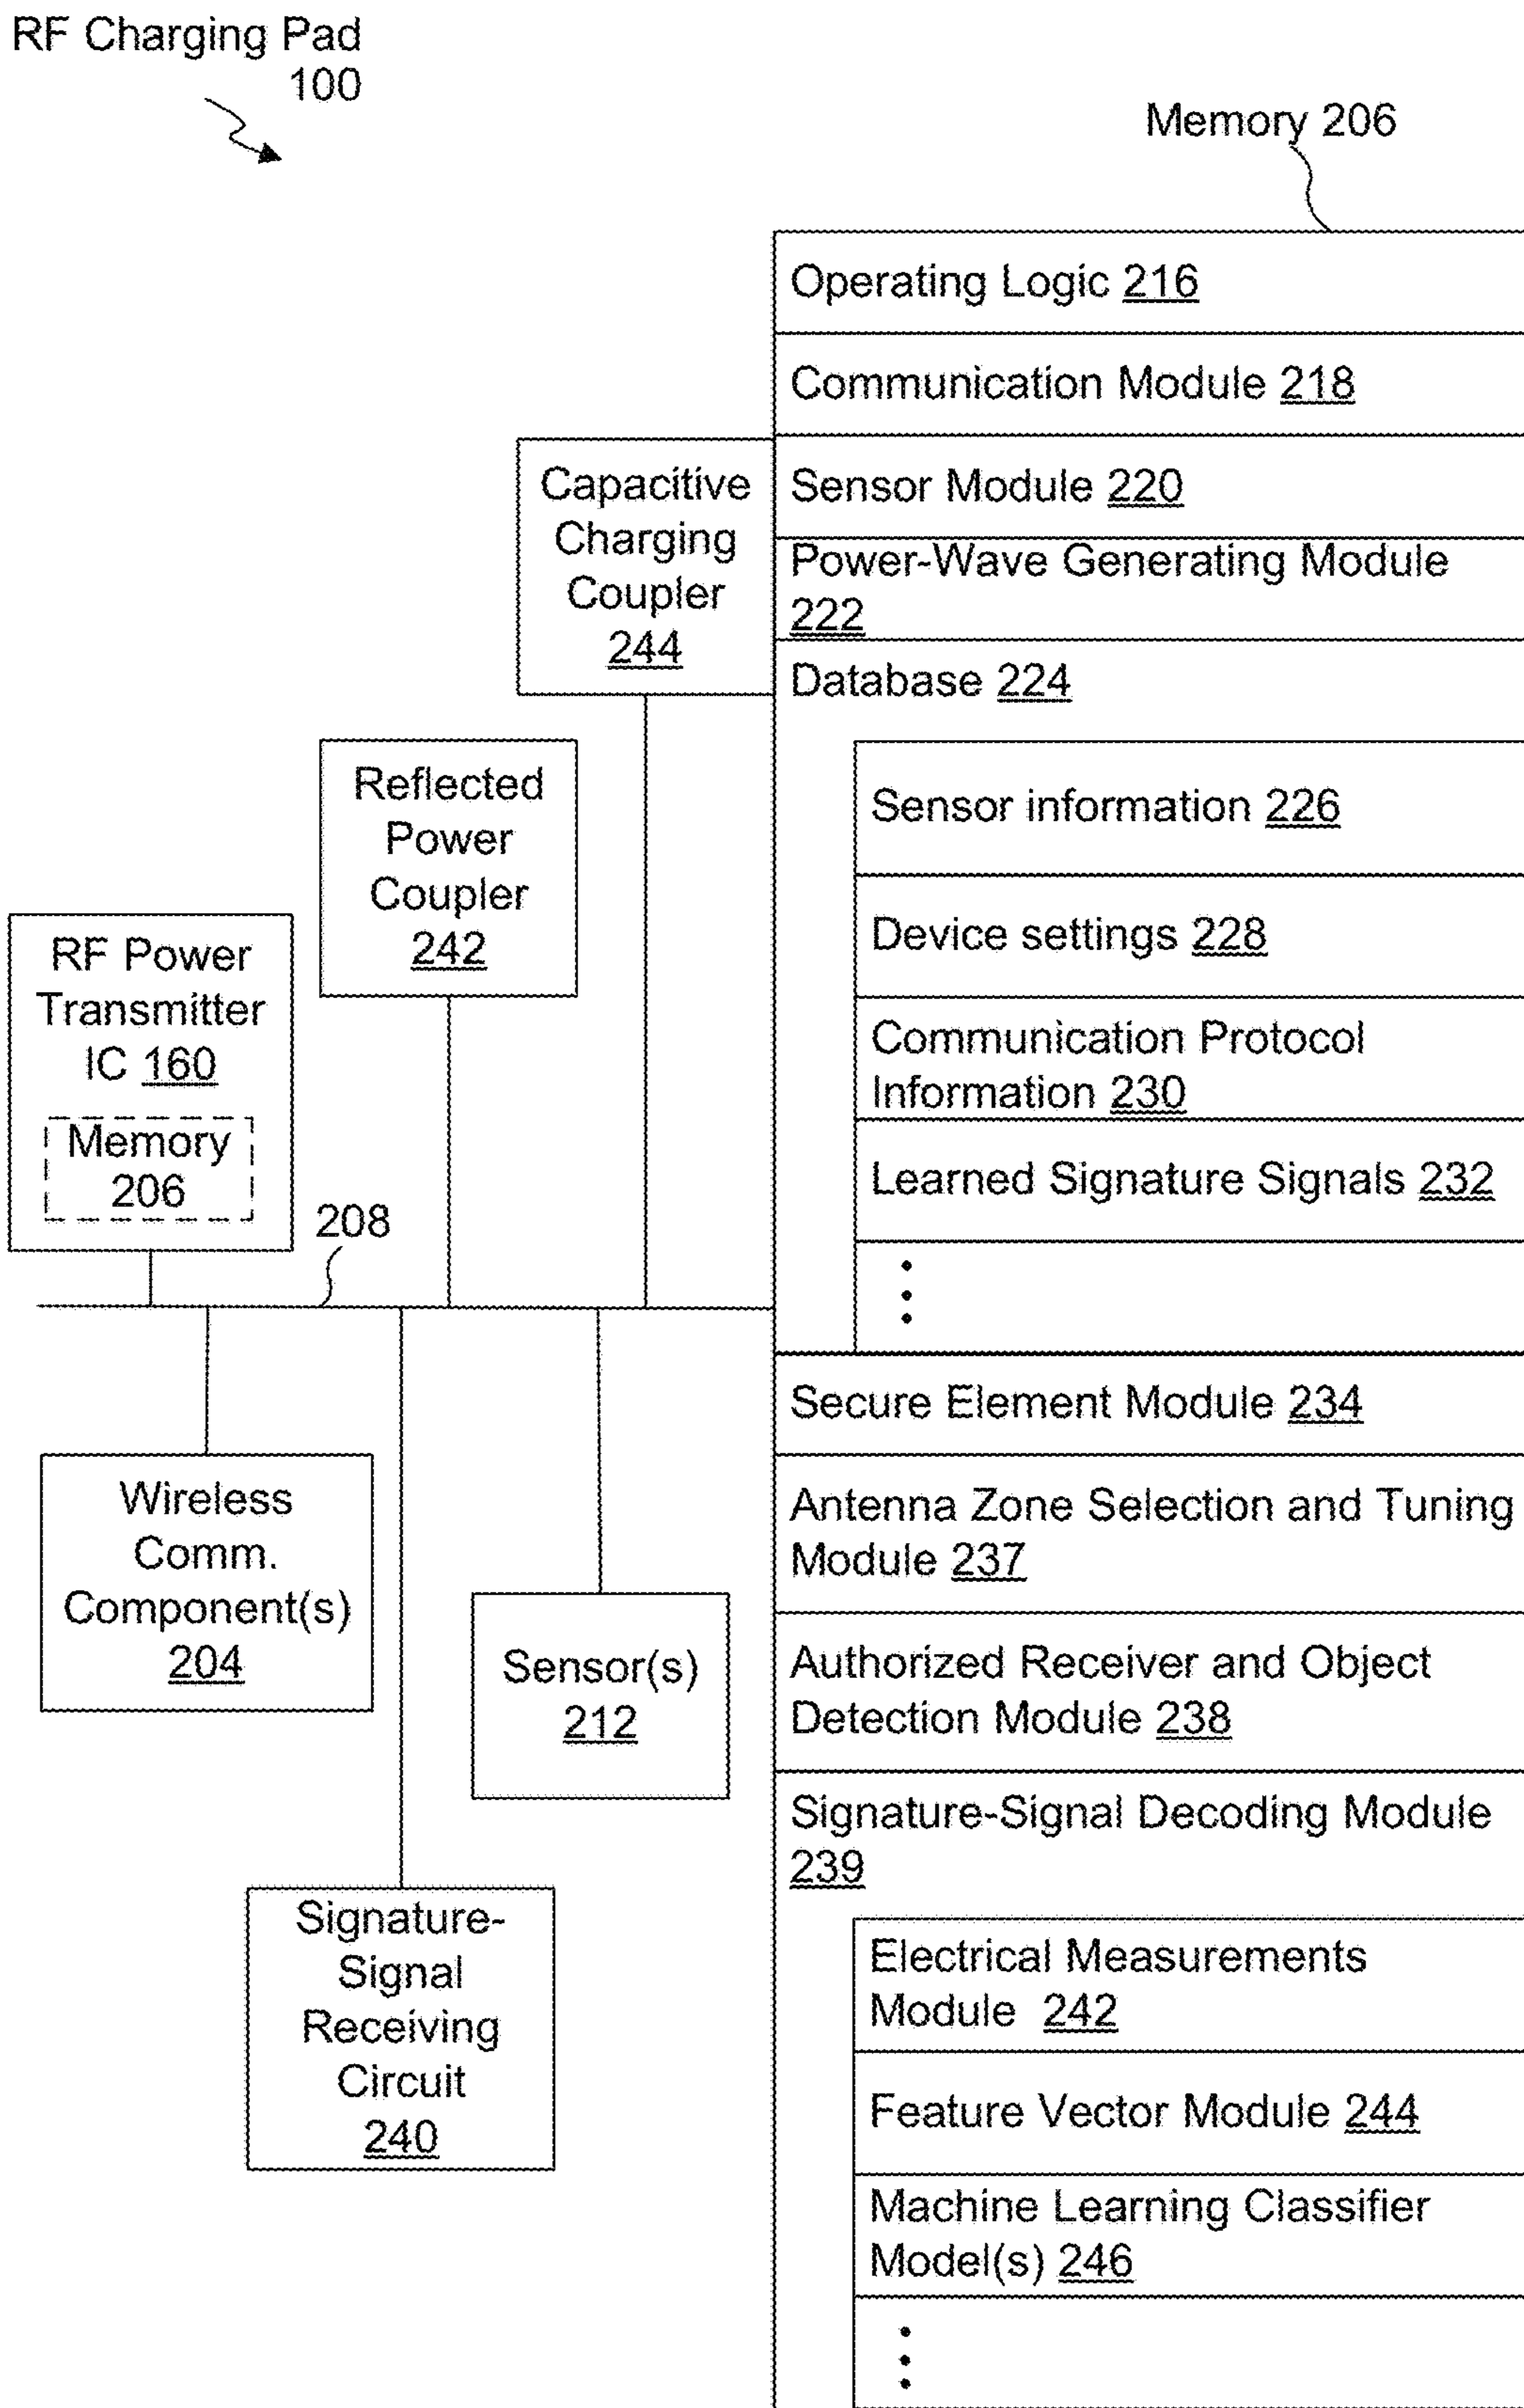 RF Charging Pad
100
Memory 206
Operating Logic 216
Communication Module 218
Sensor Module 220
Power-Wave Generating Module
222
Database 224
Sensor information 226
Device settings 228
Communication Protocol
Information 230
Learned Signature Signals 232
Secure Element Module 234
Antenna Zone Selection and Tuning
Module 237
Authorized Receiver and Object
Detection Module 238
Signature-Signal Decoding Module
239
Electrical Measurements
Module 242
Feature Vector Module 244
Machine Learning Classifier
Model(s) 246
Capacitive
Charging
Coupler
244
Reflected
Power
Coupler
242
RF Power
Transmitter
IC 160
Memory
206
208
Wireless
Comm.
Component(s)
204
Sensor(s)
212
Signature-
Signal
Receiving
Circuit
240